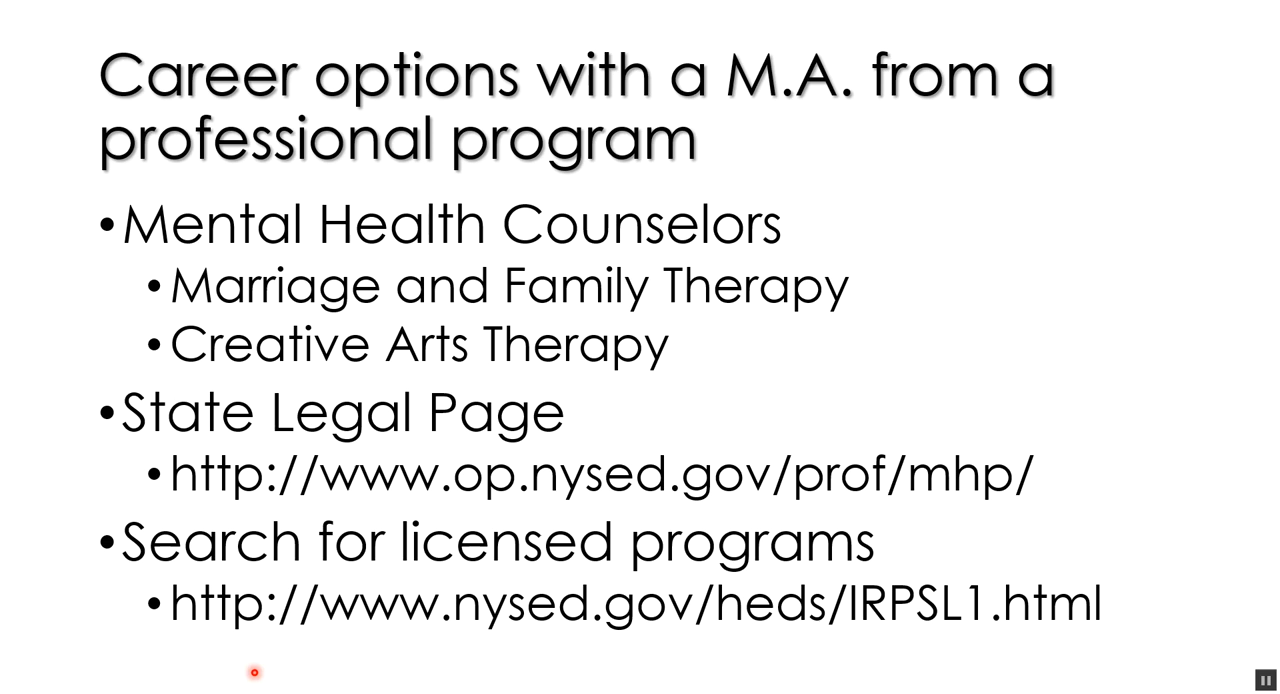 Career options with a M.A. from a
professional program
•Mental Health Counselors
•Marriage and Family Therapy
•Creative Arts Therapy
•State Legal Page
•http://www.op.nysed.gov/prof/mhp/
•Search for licensed programs
•http://www.nysed.gov/heds/IRPSL1.html